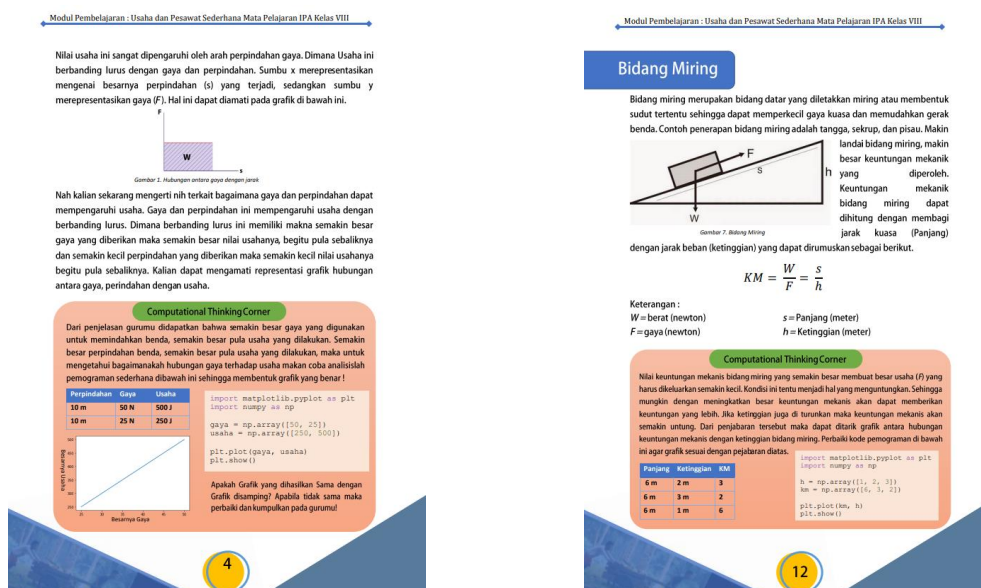 Modul Pembelajaran : Usaha dan Pesawat Sederhana Mata Pelajaran IPA Kelas VIII
Nilai usaha ini sangat dipengaruhi oleh arah perpindahan gaya. Dimana Usaha ini
berbanding lurus dengan gaya dan perpindahan. Sumbu x merepresentasikan
mengenai besarnya perpindahan (s) yang terjadi, sedangkan sumbu y
merepresentasikan gaya (F). Hal ini dapat diamati pada grafik di bawah ini.
F
W
s
Gambar 1. Hubungan antara gaya dengan jarak
Nah kalian sekarang mengerti nih terkait bagaimana gaya dan perpindahan dapat
mempengaruhi usaha. Gaya dan perpindahan ini mempengaruhi usaha dengan
berbanding lurus. Dimana berbanding lurus ini memiliki makna semakin besar
gaya yang diberikan maka semakin besar nilai usahanya, begitu pula sebaliknya
dan semakin kecil perpindahan yang diberikan maka semakin kecil nilai usahanya
begitu pula sebaliknya. Kalian dapat mengamati representasi grafik hubungan
antara gaya, perindahan dengan usaha.
Computational Thinking Corner
Dari penjelasan gurumu didapatkan bahwa semakin besar gaya yang digunakan
untuk memindahkan benda, semakin besar pula usaha yang dilakukan. Semakin
besar perpindahan benda, semakin besar pula usaha yang dilakukan, maka untuk
mengetahui bagaimanakah hubungan gaya terhadap usaha makan coba analisislah
pemograman sederhana dibawah ini sehingga membentuk grafik yang benar !
Perpindahan Gaya Usaha
10 m 50 N 500 J
10 m 25 N 250 J
import matplotlib.pyplot as plt
import numpy as np
gaya = np.array([50, 25])
usaha = np.array([250, 500])
plt.plot(gaya, usaha)
plt.show()
Besarnya Usaha
500
450
400
350
300
250
25 30 35 40 45 50
Besarnya Gaya
Apakah Grafik yang dihasilkan Sama dengan
Grafik disamping? Apabila tidak sama maka
perbaiki dan kumpulkan pada gurumu!
4
Modul Pembelajaran : Usaha dan Pesawat Sederhana Mata Pelajaran IPA Kelas VIII
Bidang Miring
Bidang miring merupakan bidang datar yang diletakkan miring atau membentuk
sudut tertentu sehingga dapat memperkecil gaya kuasa dan memudahkan gerak
benda. Contoh penerapan bidang miring adalah tangga, sekrup, dan pisau. Makin
landai bidang miring, makin
besar keuntungan mekanik
yang diperoleh.
Keuntungan mekanik
bidang miring dapat
dihitung dengan membagi
jarak kuasa (Panjang)
F
s
h
W
Gambar 7. Bidang Miring
dengan jarak beban (ketinggian) yang dapat dirumuskan sebagai berikut.
KM = W/F = s/h
Keterangan :
W = berat (newton) s = Panjang (meter)
F = gaya (newton) h = Ketinggian (meter)
Computational Thinking Corner
Nilai keuntungan mekanis bidang miring yang semakin besar membuat besar usaha (F) yang
harus dikeluarkan semakin kecil. Kondisi ini tentu menjadi hal yang menguntungkan. Sehingga
mungkin dengan meningkatkan besar keuntungan mekanis akan dapat memberikan
keuntungan yang lebih. Jika ketinggian juga di turunkan maka keuntungan mekanis akan
semakin untung. Dari penjabaran tersebut maka dapat ditarik grafik antara hubungan
keuntungan mekanis dengan ketinggian bidang miring. Perbaiki kode pemograman di bawah
ini agar grafik sesuai dengan pejabaran diatas.
Panjang Ketinggian KM
6 m 2 m 3
6 m 3 m 2
6 m 1 m 6
import matplotlib.pyplot as plt
import numpy as np
h = np.array([1, 2, 3])
km = np.array([6, 3, 2])
plt.plot(km, h)
plt.show()
12